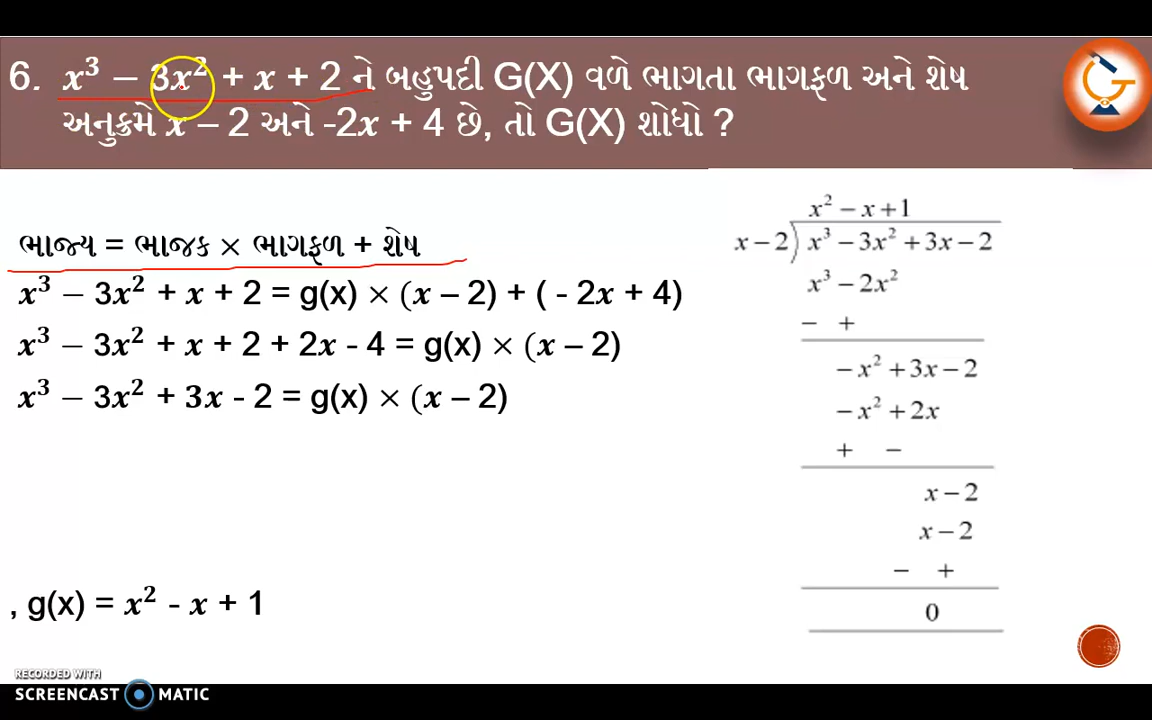 6. x³ − 3x² + x + 2 ને બહુપદી G(X) વળે ભાગતા ભાગફળ અને શેષ
અનુક્રમે x – 2 અને -2x + 4 છે, તો G(X) શોધો ?
ભાજ્ય = ભાજક × ભાગફળ + શેષ
x³ − 3x² + x + 2 = g(x) × (x – 2) + ( - 2x + 4)
x³ − 3x² + x + 2 + 2x - 4 = g(x) × (x – 2)
x³ − 3x² + 3x - 2 = g(x) × (x – 2)
, g(x) = x² - x + 1
x² − x + 1
x − 2) x³ − 3x² + 3x − 2
x³ − 2x²
− +
− x² + 3x − 2
− x² + 2x
+ −
x − 2
x − 2
− +
0
G
RECORDED WITH
SCREENCAST MATIC